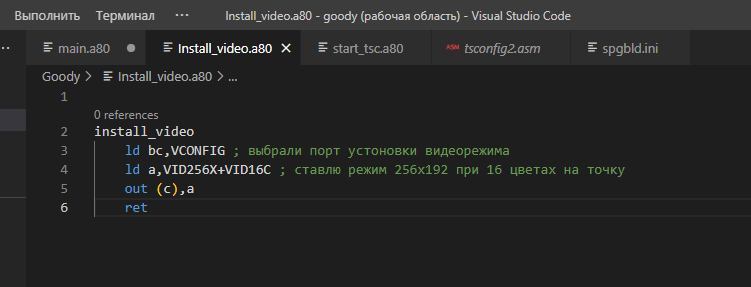 Выполнить Терминал ··· Install_video.a80 - goody (рабочая область) - Visual Studio Code
main.a80 Install_video.a80 start_tsc.a80 ASM tsconfig2.asm spgbld.ini
Goody > Install_video.a80 > ...
1
0 references
2 install_video
3 ld bc,VCONFIG ; выбрали порт устоновки видеорежима
4 ld a,VID256X+VID16C ; ставлю режим 256х192 при 16 цветах на точку
5 out (c),a
6 ret